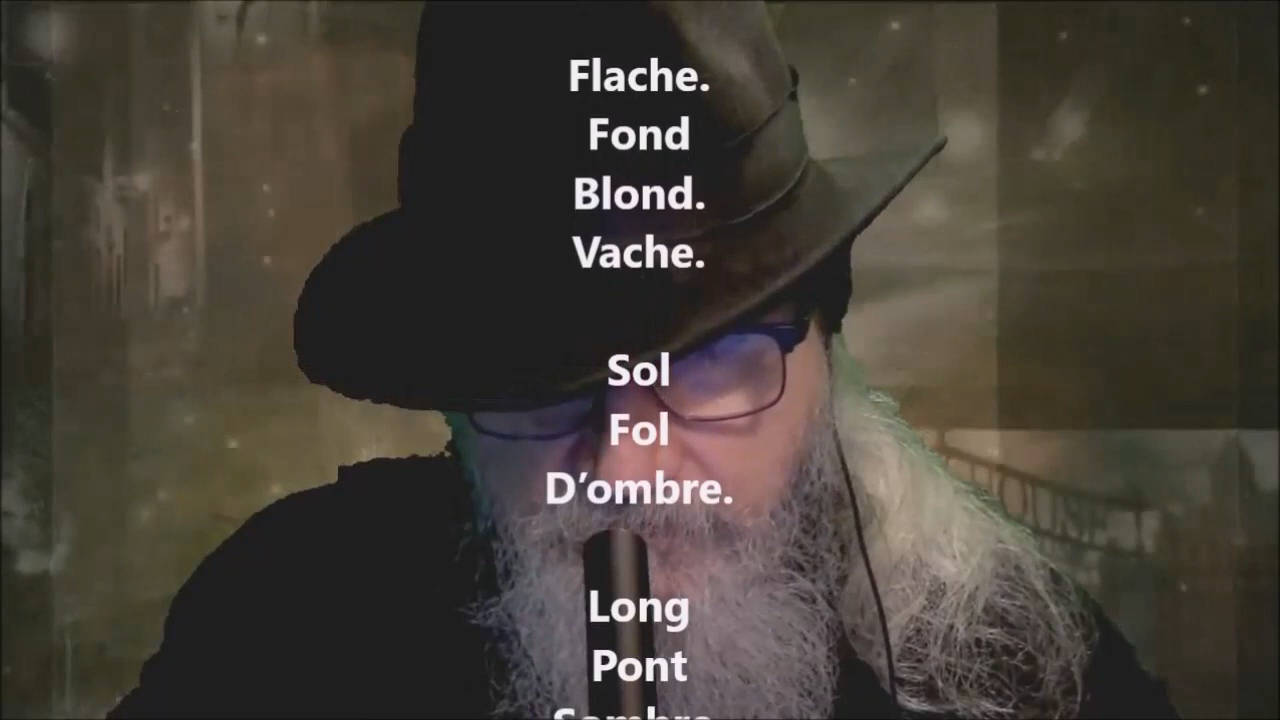 Flache.
Fond
Blond.
Vache.
Sol
Fol
D’ombre.
Long
Pont